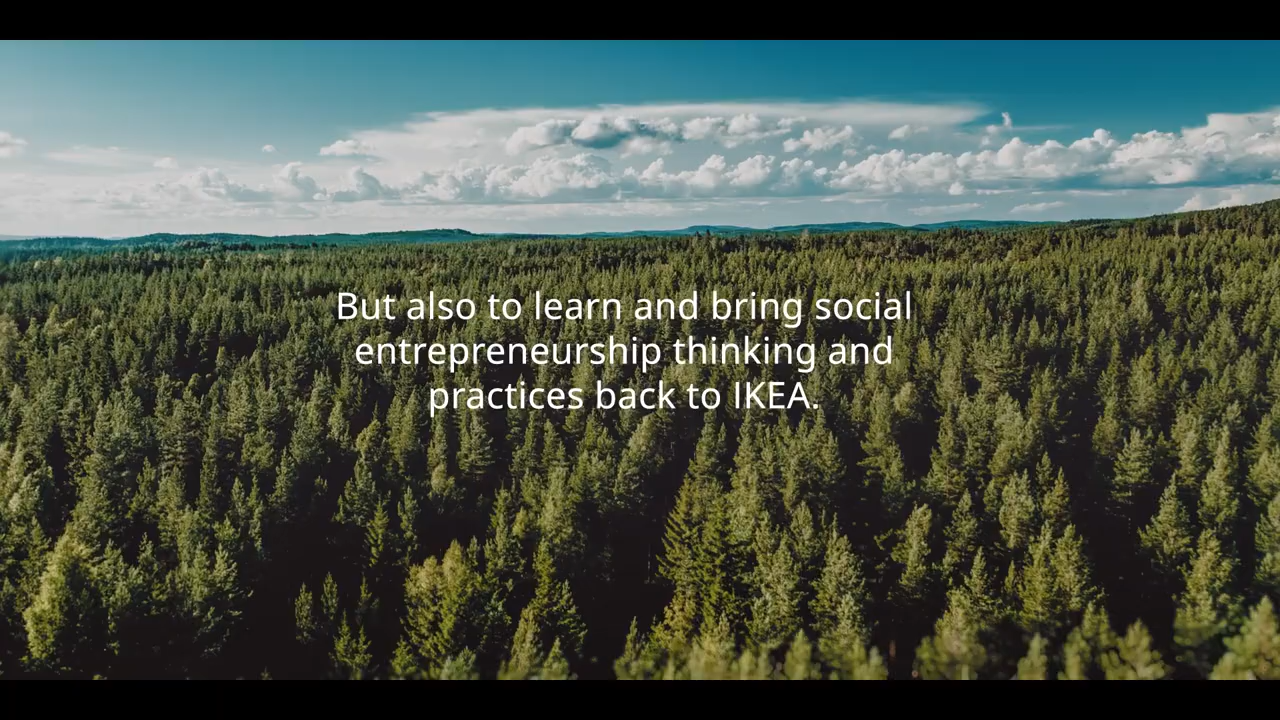 But also to learn and bring social
entrepreneurship thinking and
practices back to IKEA.